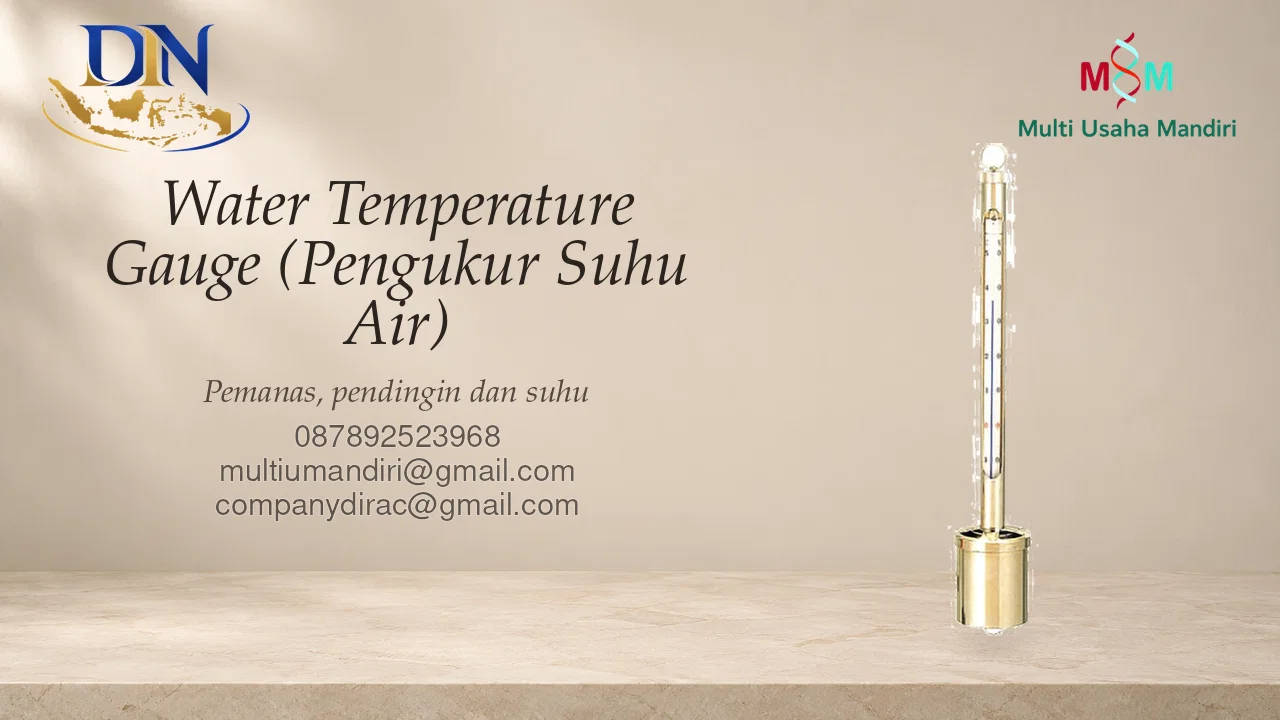 DIN
M M
Multi Usaha Mandiri
Water Temperature
Gauge (Pengukur Suhu
Air)
Pemanas, pendingin dan suhu
087892523968
multiumandiri@gmail.com
companydirac@gmail.com